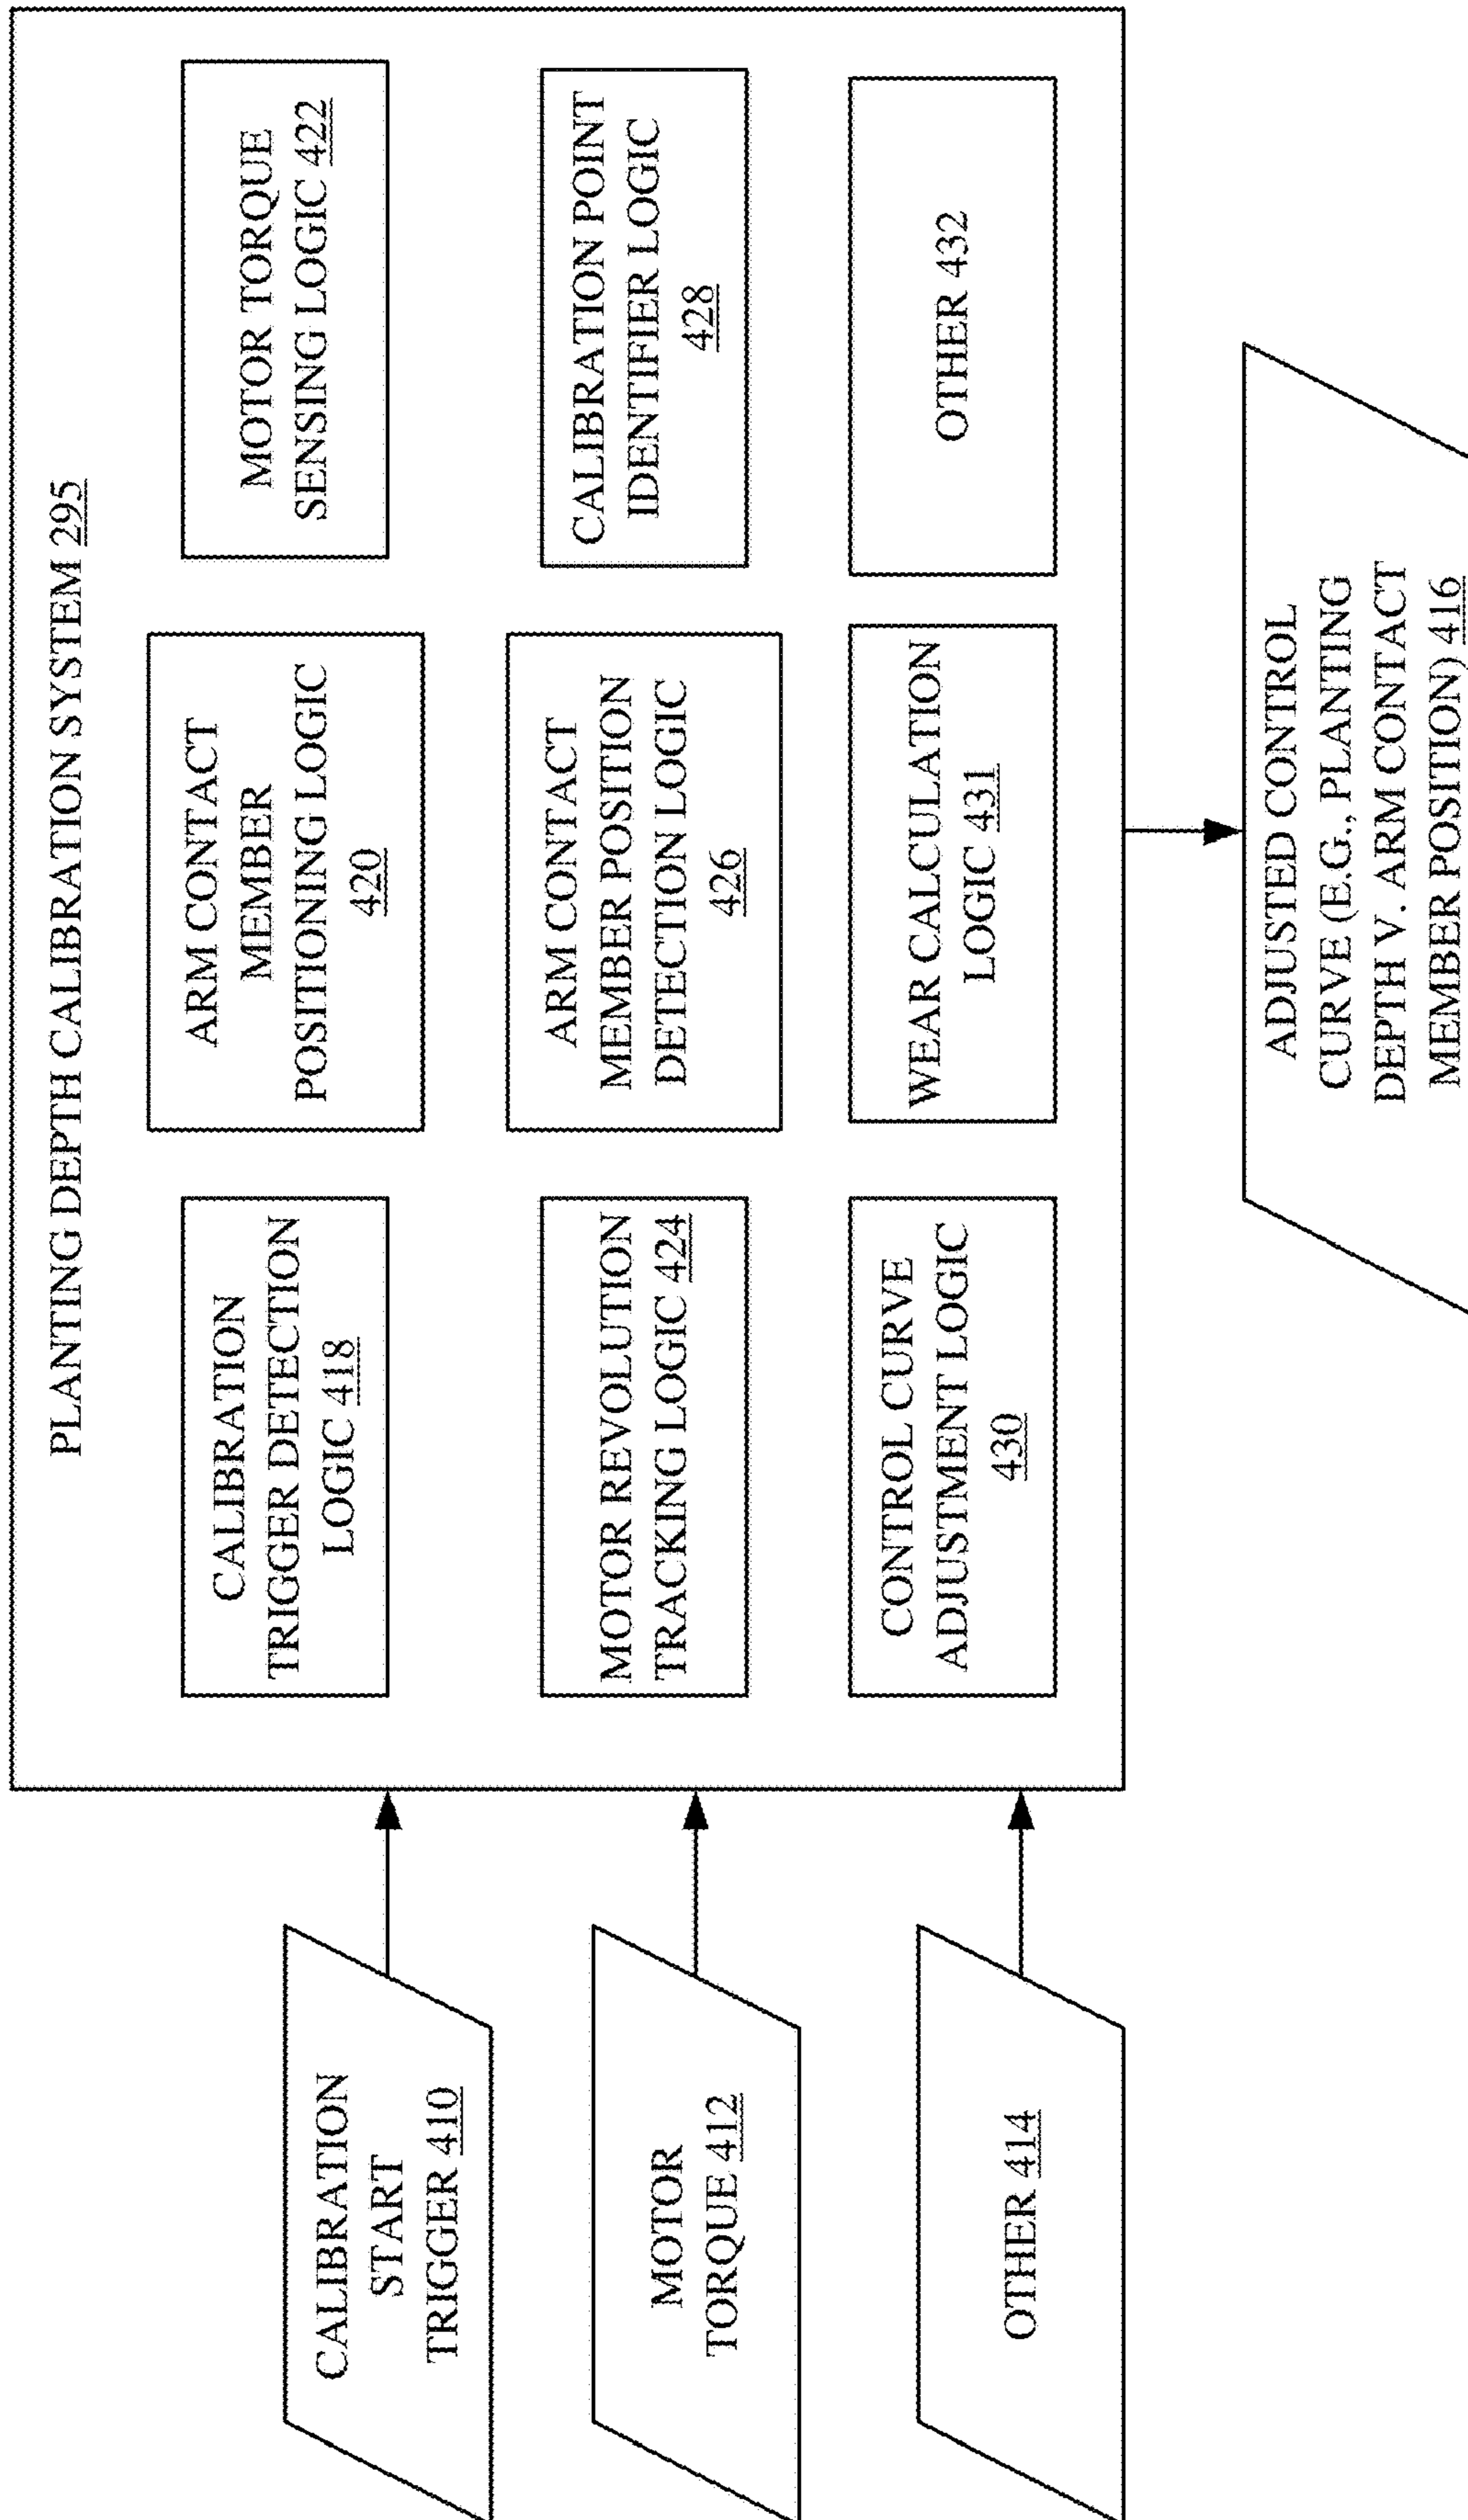 PLANTING DEPTH CALIBRATION SYSTEM 295
CALIBRATION
START
TRIGGER 410
MOTOR
TORQUE 412
OTHER 414
CALIBRATION
TRIGGER DETECTION
LOGIC 418
ARM CONTACT
MEMBER
POSITIONING LOGIC
420
MOTOR TORQUE
SENSING LOGIC 422
MOTOR REVOLUTION
TRACKING LOGIC 424
ARM CONTACT
MEMBER POSITION
DETECTION LOGIC
426
CALIBRATION POINT
IDENTIFIER LOGIC
428
CONTROL CURVE
ADJUSTMENT LOGIC
430
WEAR CALCULATION
LOGIC 431
OTHER 432
ADJUSTED CONTROL
CURVE (E.G., PLANTING
DEPTH V. ARM CONTACT
MEMBER POSITION) 416